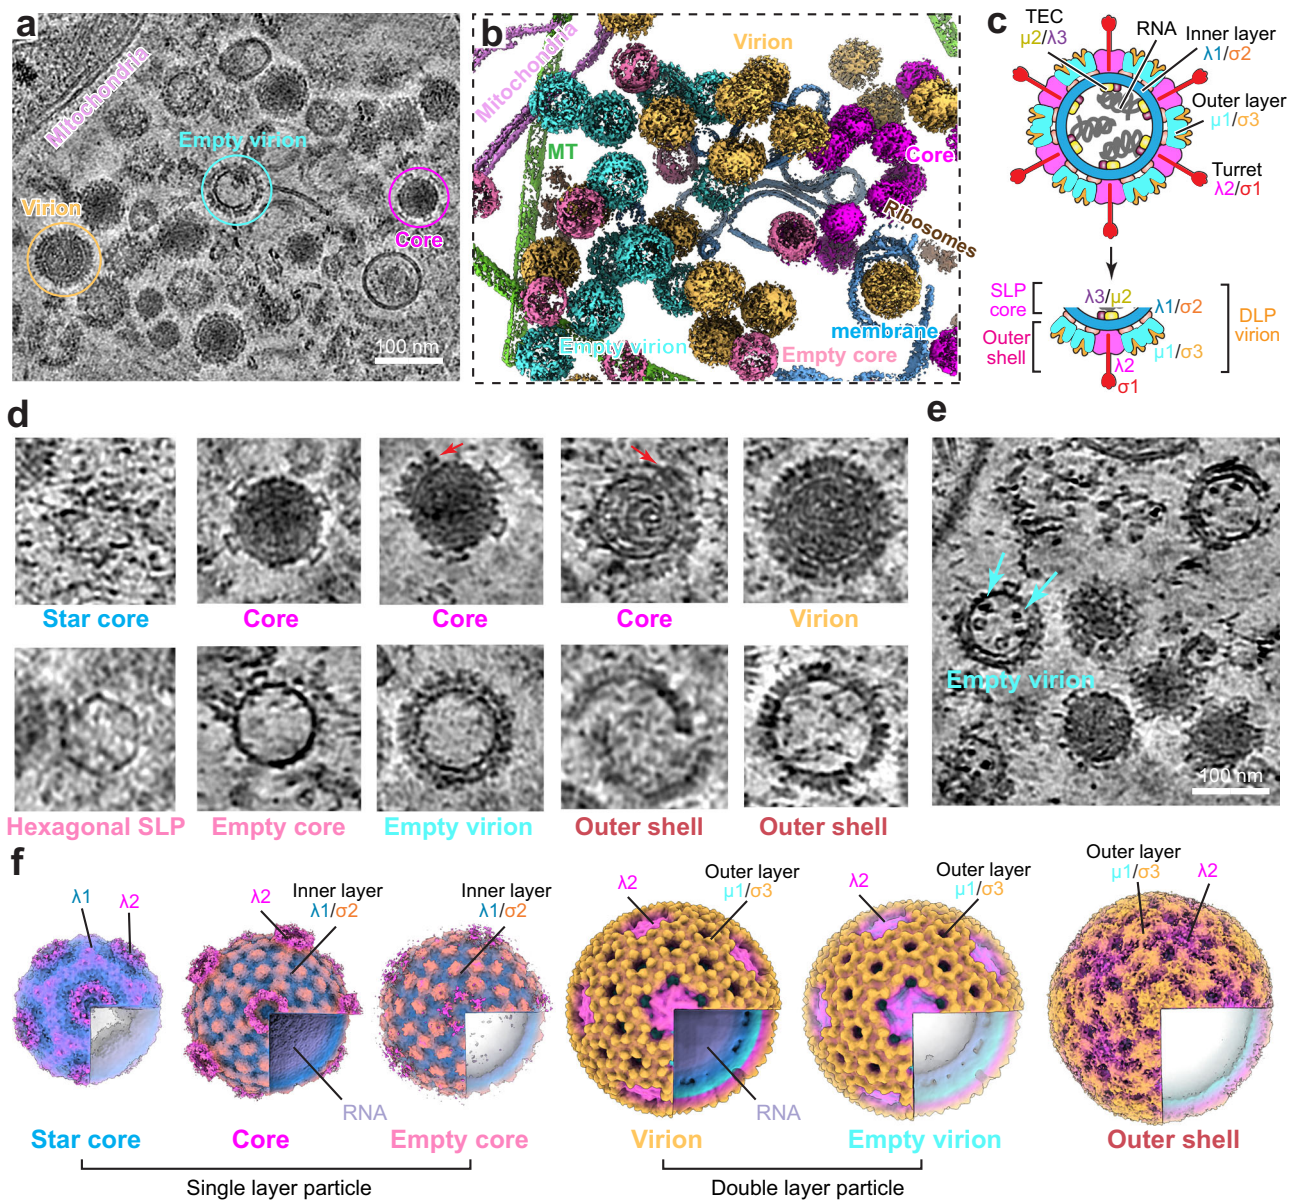 a
Mitochondria
Empty virion
Virion
Core
100 nm
b
Mitochondria
Virion
MT
Core
Ribosomes
membrane
Empty virion
Empty core
c
TEC
μ2/λ3
RNA
Inner layer
λ1/σ2
Outer layer
μ1/σ3
Turret
λ2/σ1
SLP
core
λ3/μ2
λ1/σ2
Outer
shell
μ1/σ3
λ2
σ1
DLP
virion
d
Star core
Core
Core
Core
Virion
Hexagonal SLP
Empty core
Empty virion
Outer shell
Outer shell
e
Empty virion
100 nm
f
λ1
λ2
λ2
Inner layer
λ1/σ2
Inner layer
λ1/σ2
λ2
Outer layer
μ1/σ3
λ2
Outer layer
μ1/σ3
Outer layer
μ1/σ3
λ2
RNA
RNA
Star core
Core
Empty core
Virion
Empty virion
Outer shell
Single layer particle
Double layer particle